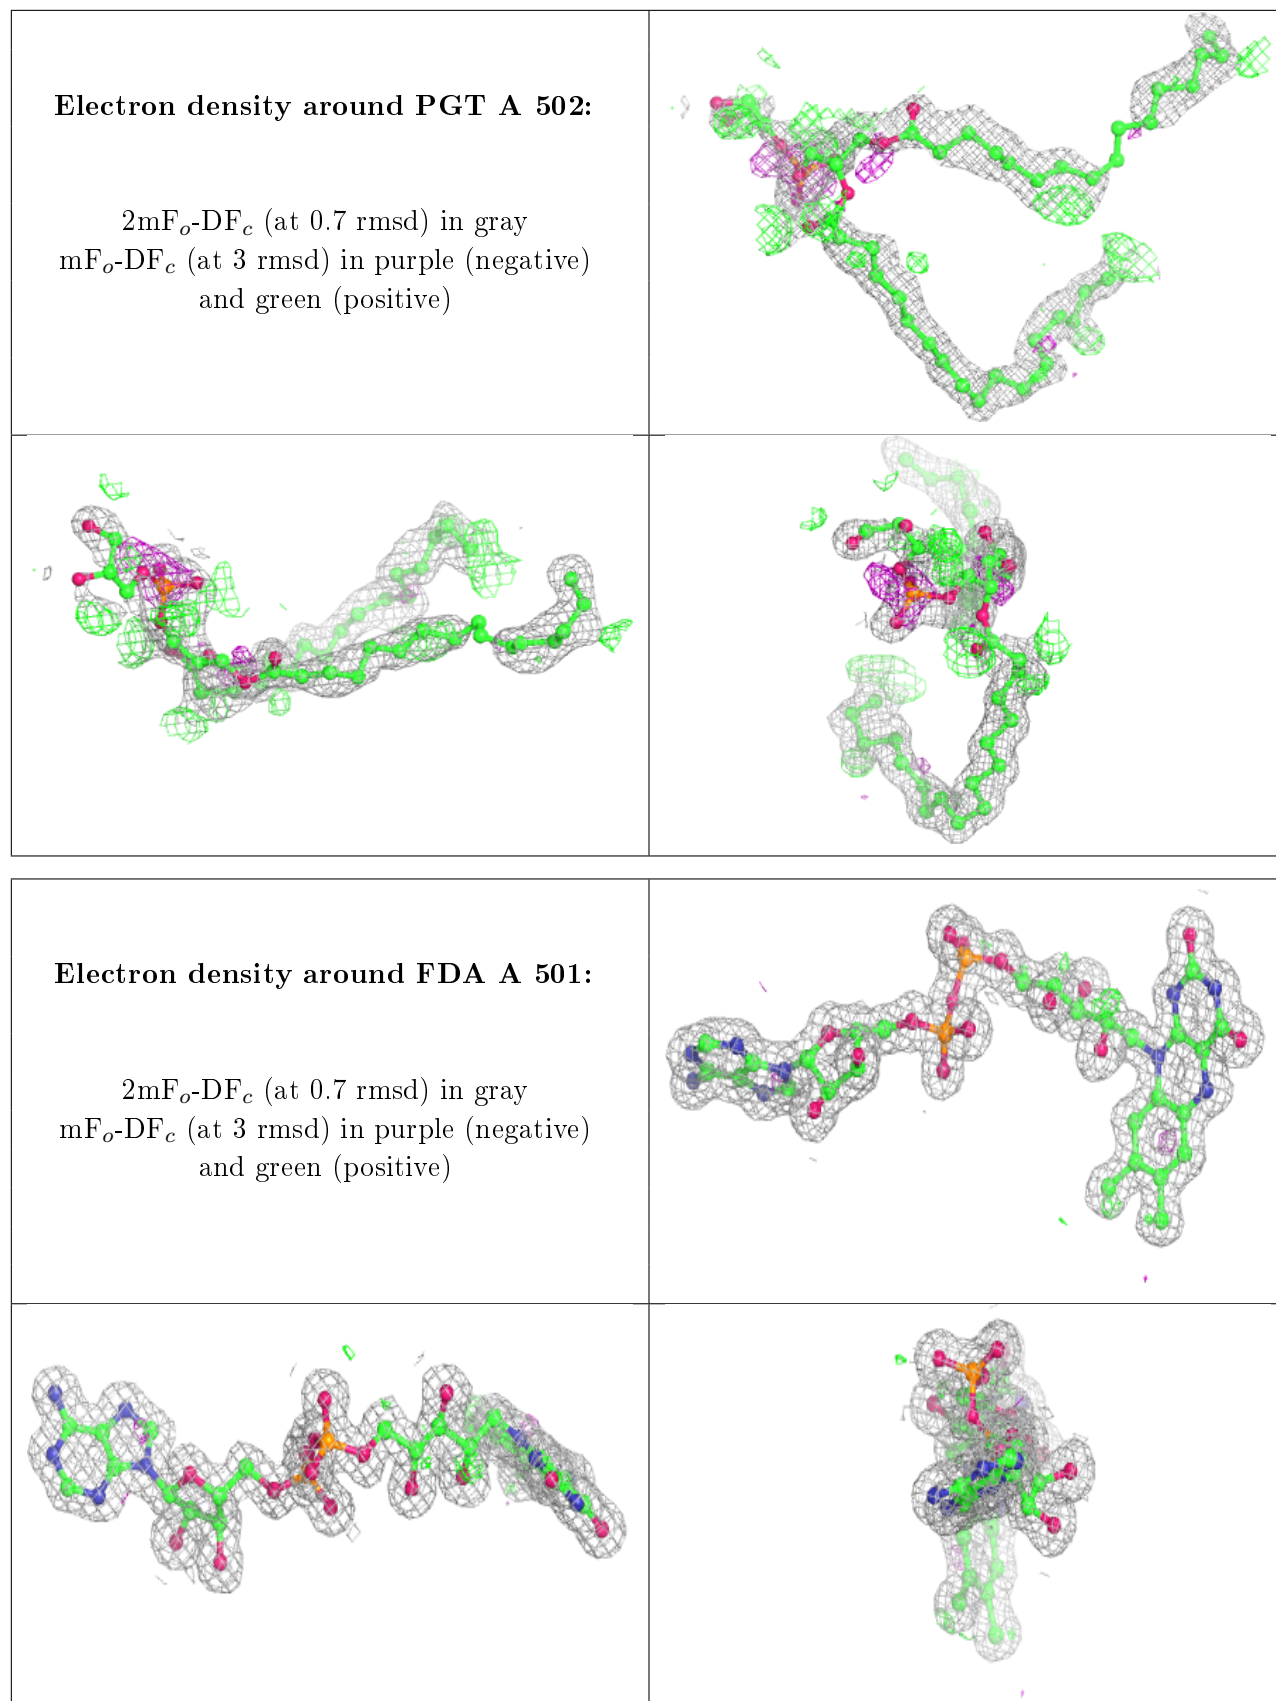 Electron density around PGT A 502:
2mFₒ-DF𝒸 (at 0.7 rmsd) in gray
mFₒ-DF𝒸 (at 3 rmsd) in purple (negative)
and green (positive)
Electron density around FDA A 501:
2mFₒ-DF𝒸 (at 0.7 rmsd) in gray
mFₒ-DF𝒸 (at 3 rmsd) in purple (negative)
and green (positive)